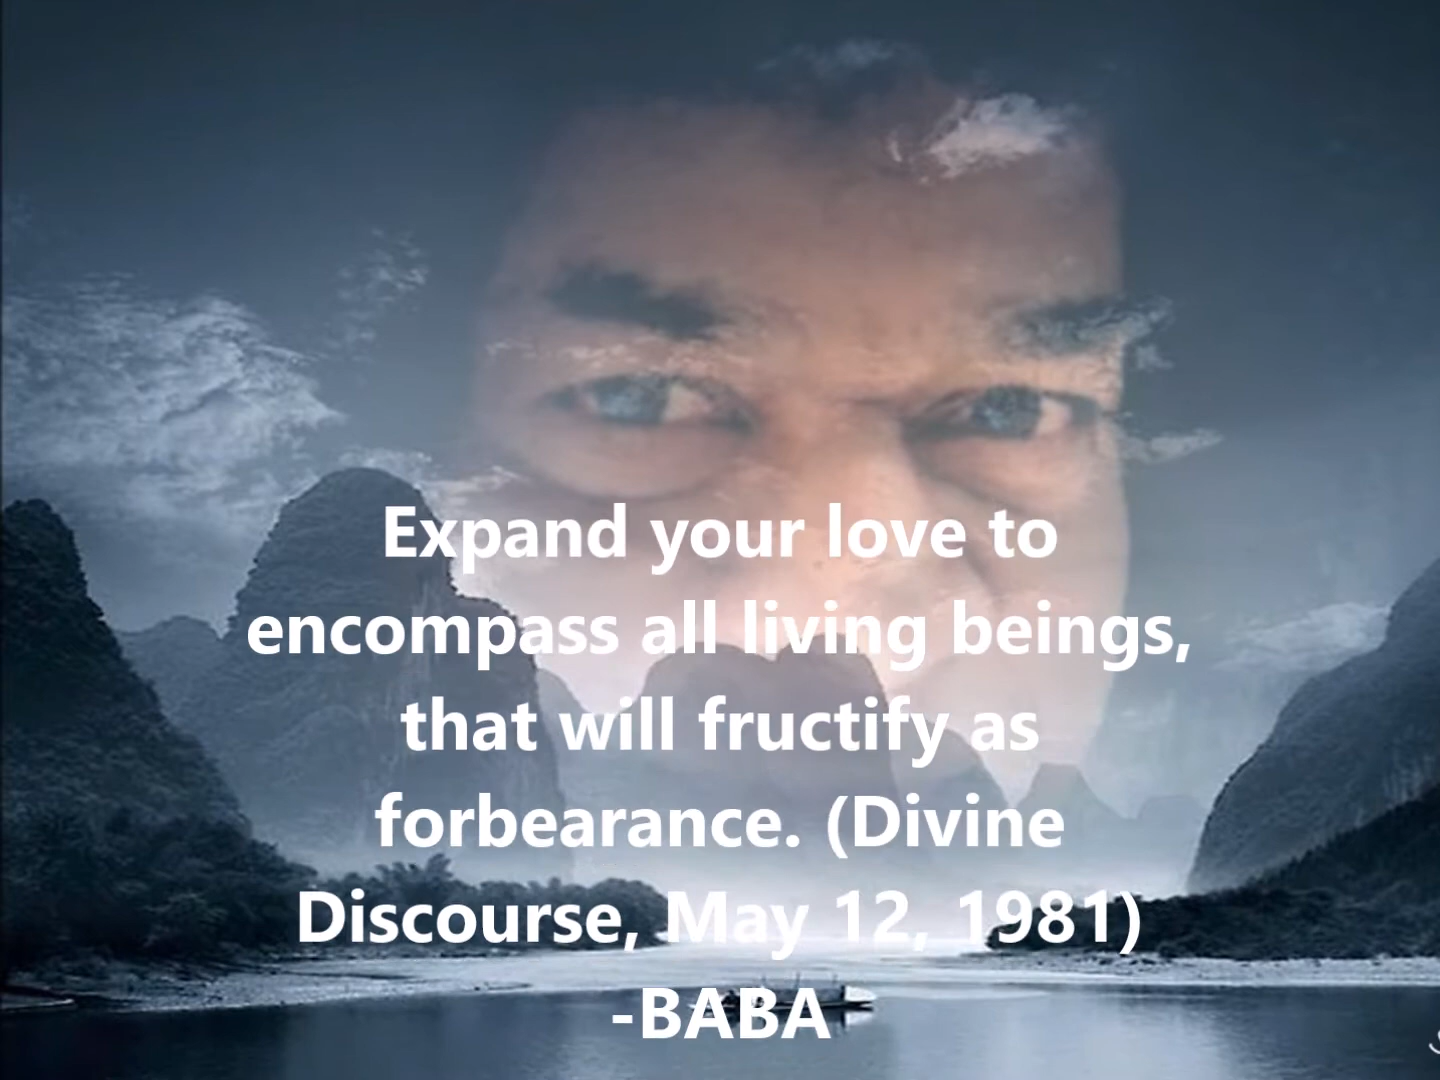 Expand your love to
encompass all living beings,
that will fructify as
forbearance. (Divine
Discourse, May 12, 1981)
-BABA